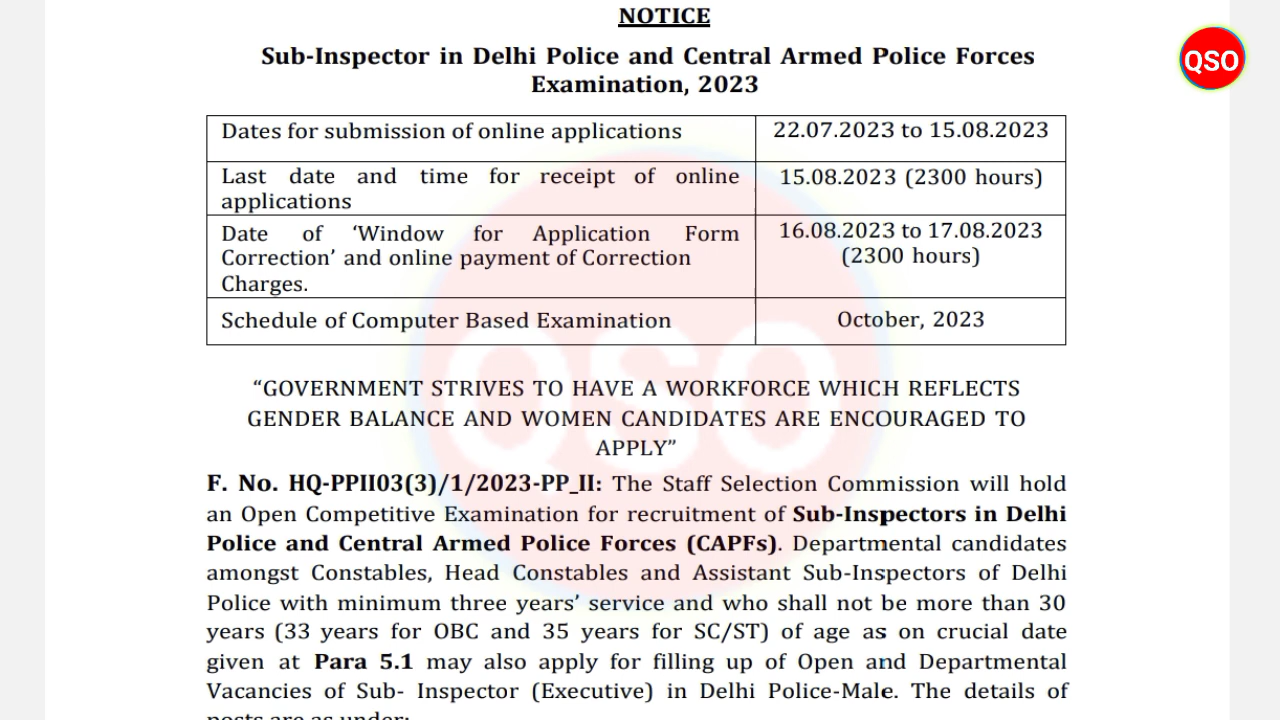 NOTICE
QSO
Sub-Inspector in Delhi Police and Central Armed Police Forces
Examination, 2023
Dates for submission of online applications
22.07.2023 to 15.08.2023
Last date and time for receipt of online
applications
15.08.2023 (2300 hours)
Date of ‘Window for Application Form
Correction’ and online payment of Correction
Charges.
16.08.2023 to 17.08.2023
(2300 hours)
Schedule of Computer Based Examination
October, 2023
QSO
“GOVERNMENT STRIVES TO HAVE A WORKFORCE WHICH REFLECTS
GENDER BALANCE AND WOMEN CANDIDATES ARE ENCOURAGED TO
APPLY”
F. No. HQ-PPII03(3)/1/2023-PP_II: The Staff Selection Commission will hold
an Open Competitive Examination for recruitment of Sub-Inspectors in Delhi
Police and Central Armed Police Forces (CAPFs). Departmental candidates
amongst Constables, Head Constables and Assistant Sub-Inspectors of Delhi
Police with minimum three years’ service and who shall not be more than 30
years (33 years for OBC and 35 years for SC/ST) of age as on crucial date
given at Para 5.1 may also apply for filling up of Open and Departmental
Vacancies of Sub- Inspector (Executive) in Delhi Police-Male. The details of
posts are as under: